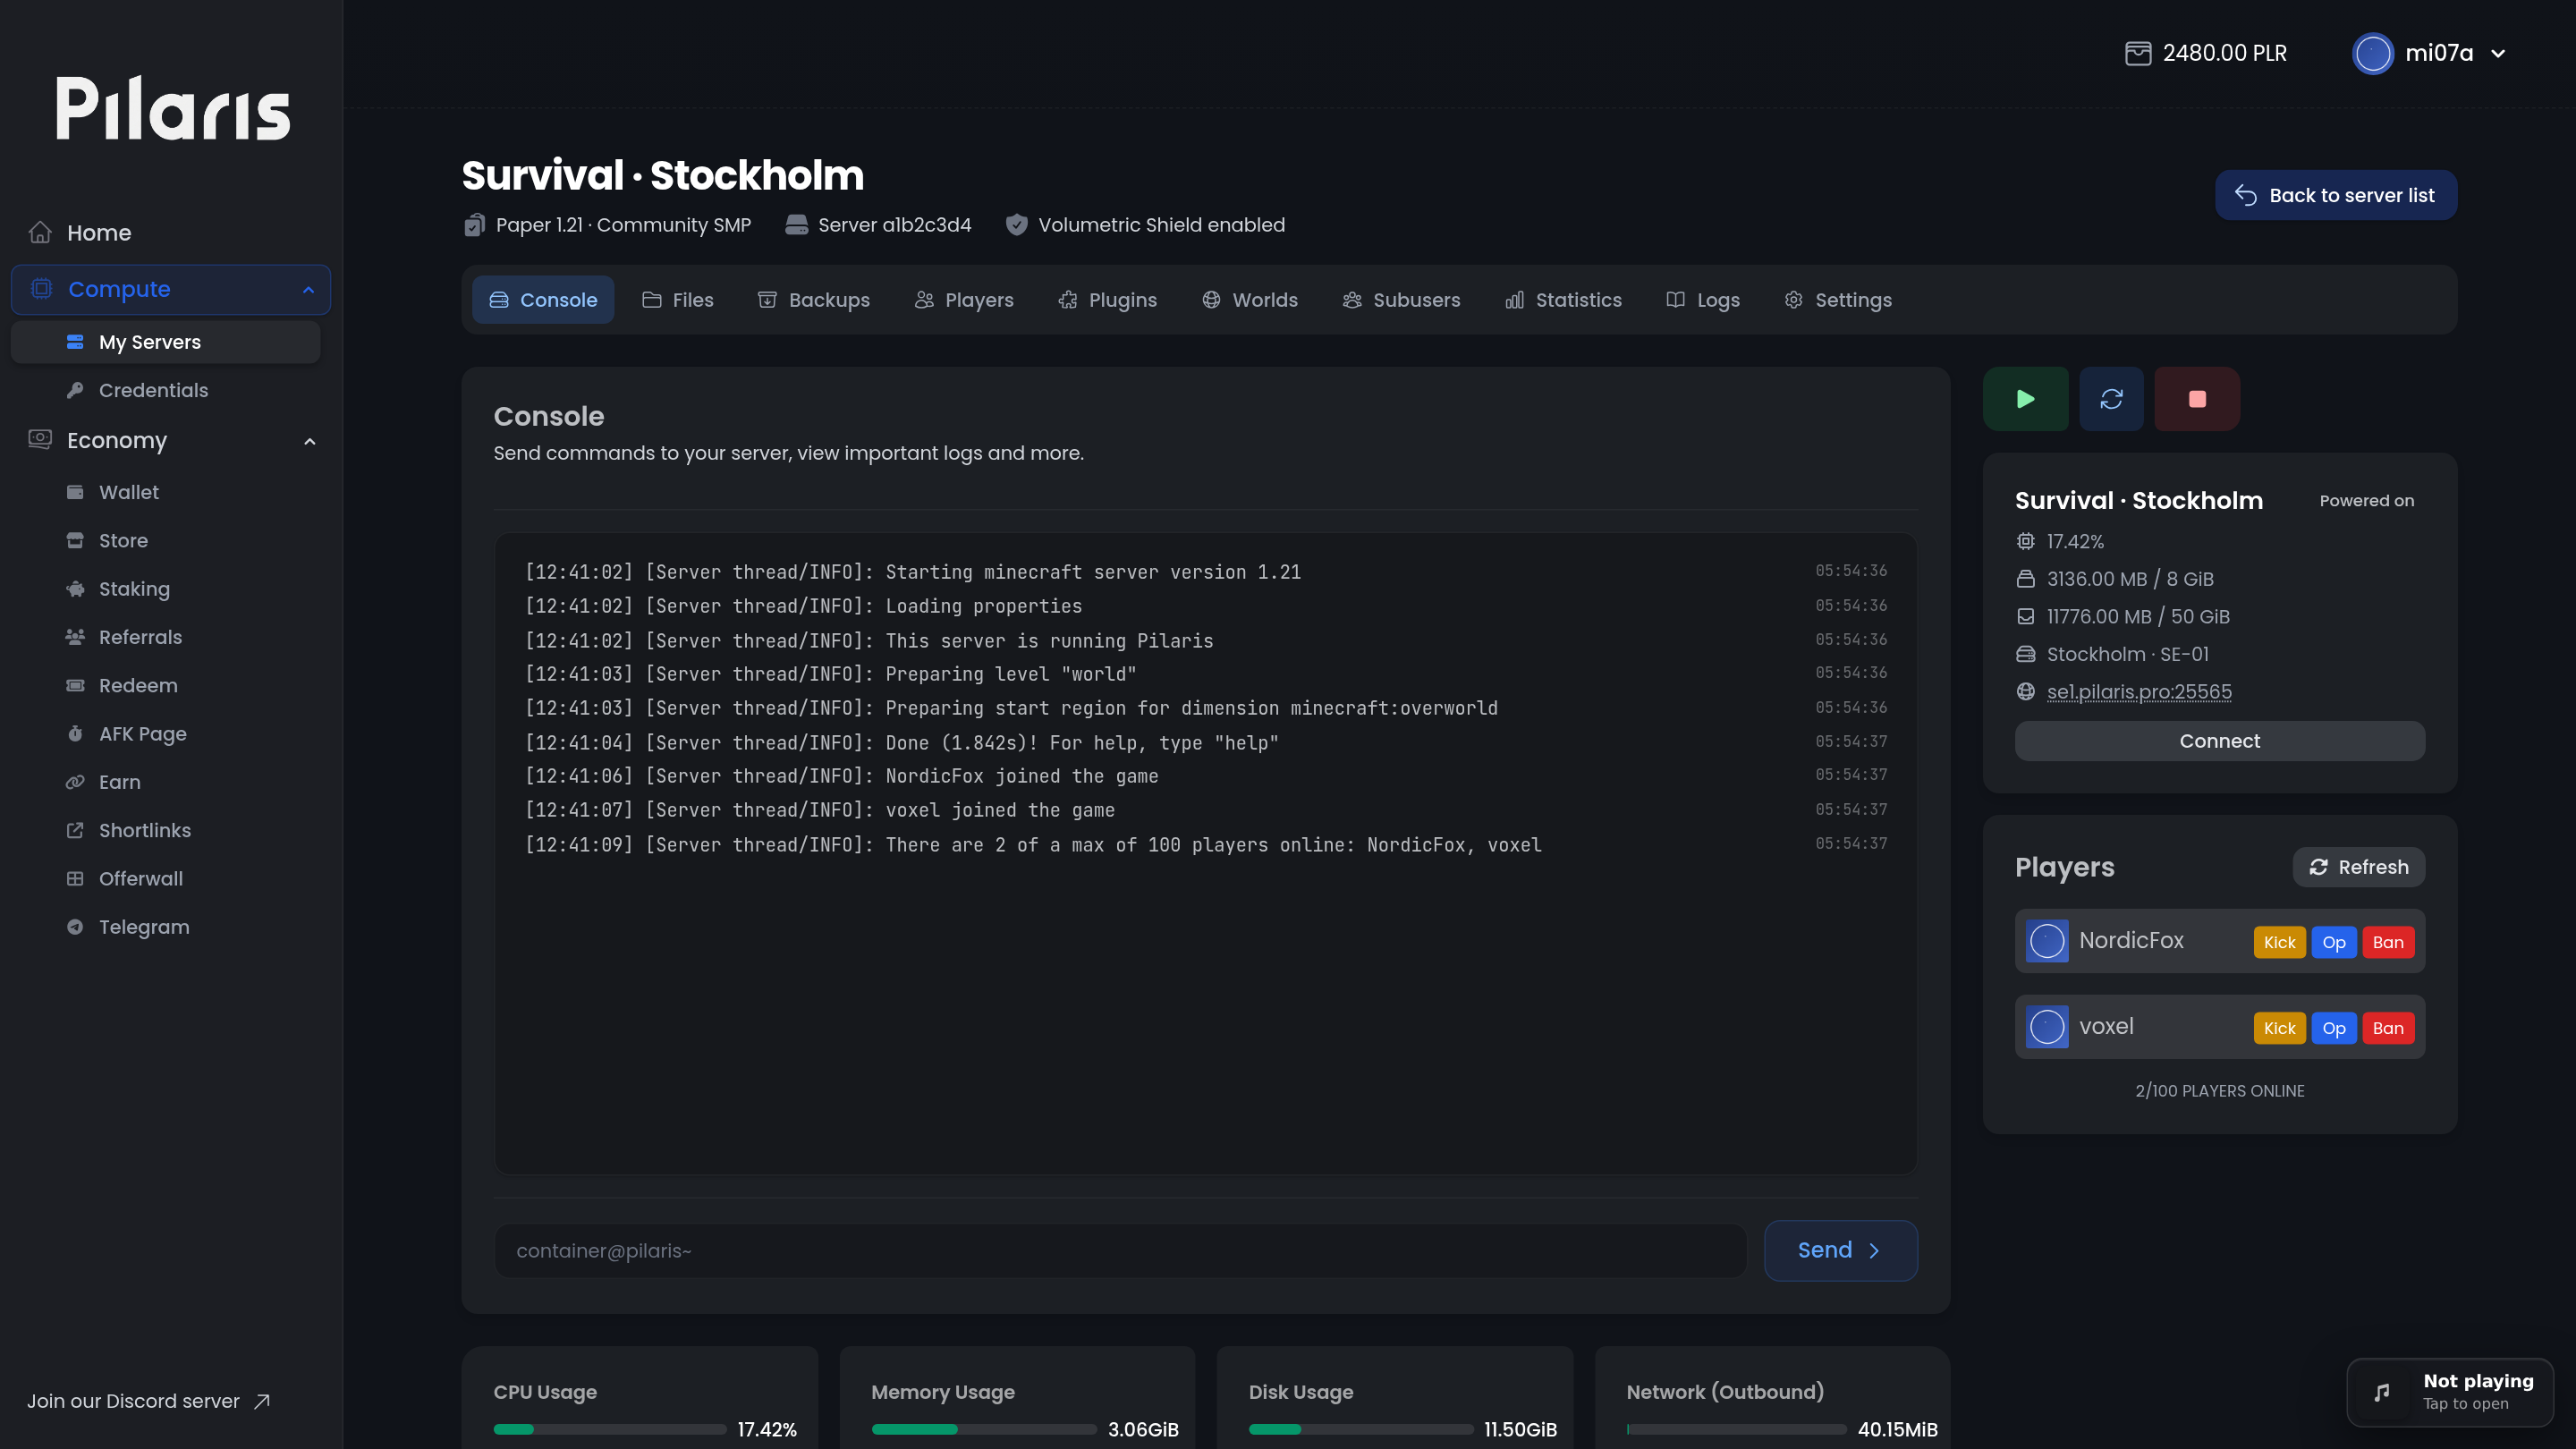 Pilaris
2480.00 PLR
mi07a
Home
Compute
My Servers
Credentials
Economy
Wallet
Store
Staking
Referrals
Redeem
AFK Page
Earn
Shortlinks
Offerwall
Telegram
Join our Discord server
Survival · Stockholm
Paper 1.21 · Community SMP
Server a1b2c3d4
Volumetric Shield enabled
Back to server list
Console
Files
Backups
Players
Plugins
Worlds
Subusers
Statistics
Logs
Settings
Console
Send commands to your server, view important logs and more.
[12:41:02] [Server thread/INFO]: Starting minecraft server version 1.21 05:54:36
[12:41:02] [Server thread/INFO]: Loading properties 05:54:36
[12:41:02] [Server thread/INFO]: This server is running Pilaris 05:54:36
[12:41:03] [Server thread/INFO]: Preparing level "world" 05:54:36
[12:41:03] [Server thread/INFO]: Preparing start region for dimension minecraft:overworld 05:54:36
[12:41:04] [Server thread/INFO]: Done (1.842s)! For help, type "help" 05:54:37
[12:41:06] [Server thread/INFO]: NordicFox joined the game 05:54:37
[12:41:07] [Server thread/INFO]: voxel joined the game 05:54:37
[12:41:09] [Server thread/INFO]: There are 2 of a max of 100 players online: NordicFox, voxel 05:54:37
container@pilaris~
Send
CPU Usage
17.42%
Memory Usage
3.06GiB
Disk Usage
11.50GiB
Network (Outbound)
40.15MiB
Survival · Stockholm
Powered on
17.42%
3136.00 MB / 8 GiB
11776.00 MB / 50 GiB
Stockholm · SE-01
se1.pilaris.pro:25565
Connect
Players
Refresh
NordicFox
Kick Op Ban
voxel
Kick Op Ban
2/100 PLAYERS ONLINE
Not playing
Tap to open